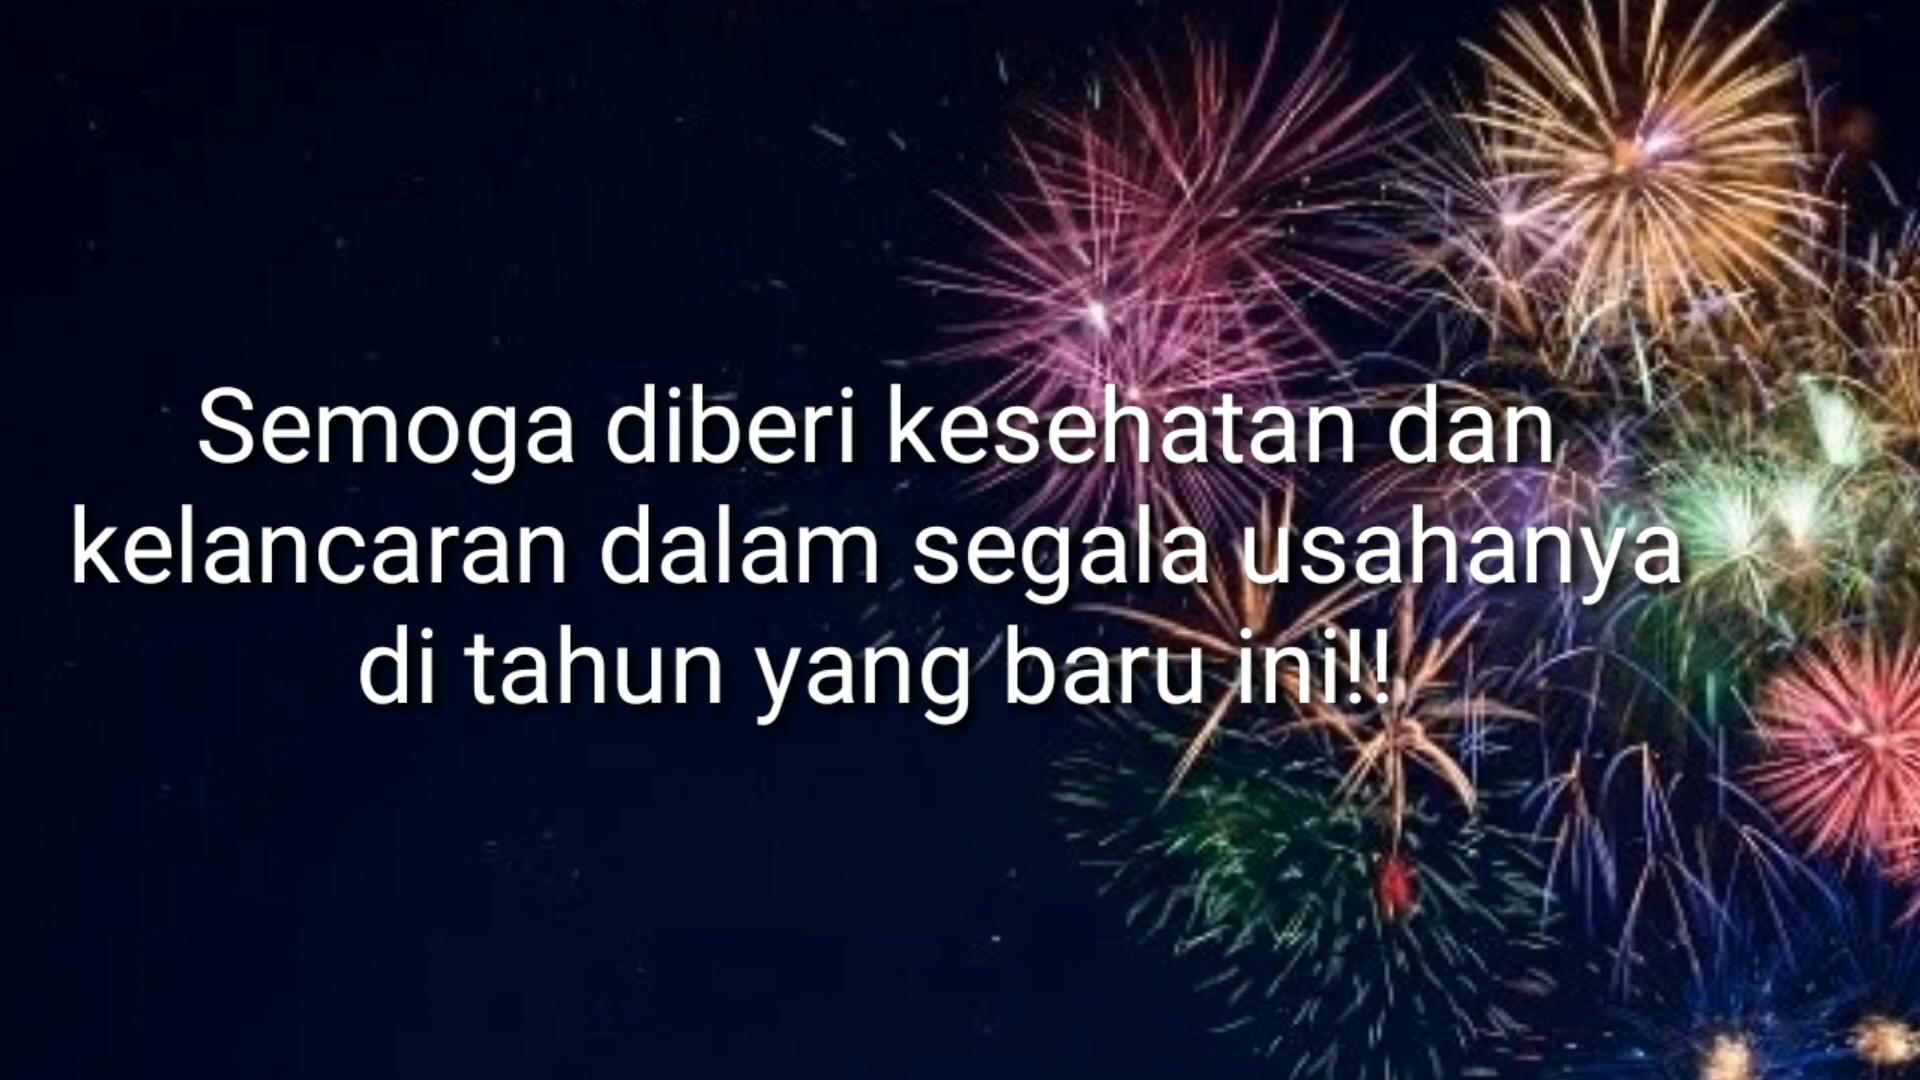 Semoga diberi kesehatan dan
kelancaran dalam segala usahanya
di tahun yang baru ini!!